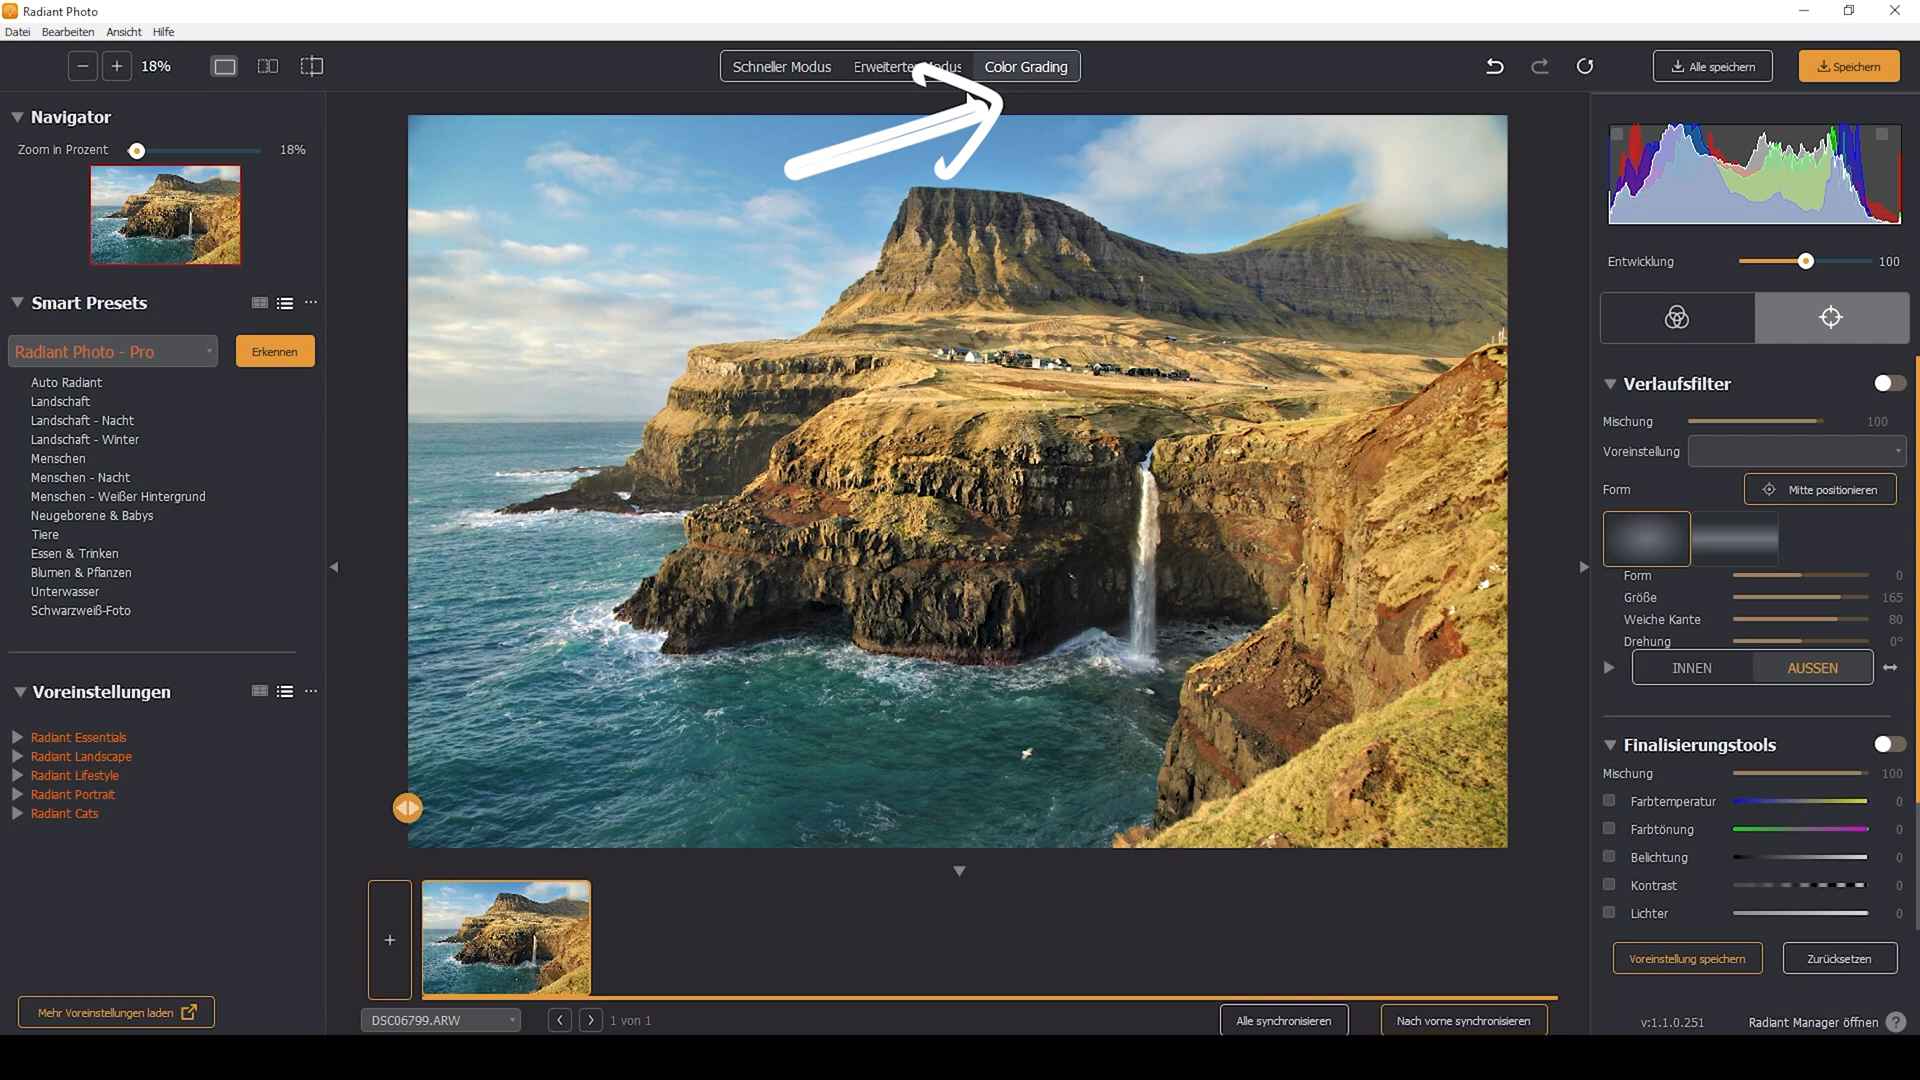 Radiant Photo
Datei Bearbeiten Ansicht Hilfe
18% Schneller Modus Color Grading Alle speichern Speichern
Navigator
Zoom in Prozent 18%
Smart Presets
Radiant Photo - Pro Erkennen
Auto Radiant
Landschaft
Landschaft - Nacht
Landschaft - Winter
Menschen
Menschen - Nacht
Menschen - Weißer Hintergrund
Neugeborene & Babys
Tiere
Essen & Trinken
Blumen & Pflanzen
Unterwasser
Schwarzweiß-Foto
Voreinstellungen
Radiant Essentials
Radiant Landscape
Radiant Lifestyle
Radiant Portrait
Radiant Cats
Mehr Voreinstellungen laden
DSC06799.ARW 1 von 1 Alle synchronisieren Nach vorne synchronisieren
Entwicklung 100
Verlaufsfilter
Mischung 100
Voreinstellung
Form Mitte positionieren
Form 0
Größe 165
Weiche Kante 80
Drehung 0°
INNEN AUSSEN
Finalisierungstools
Mischung 100
Farbtemperatur 0
Farbtönung 0
Belichtung 0
Kontrast 0
Lichter 0
Voreinstellung speichern Zurücksetzen
v:1.1.0.251 Radiant Manager öffnen ?